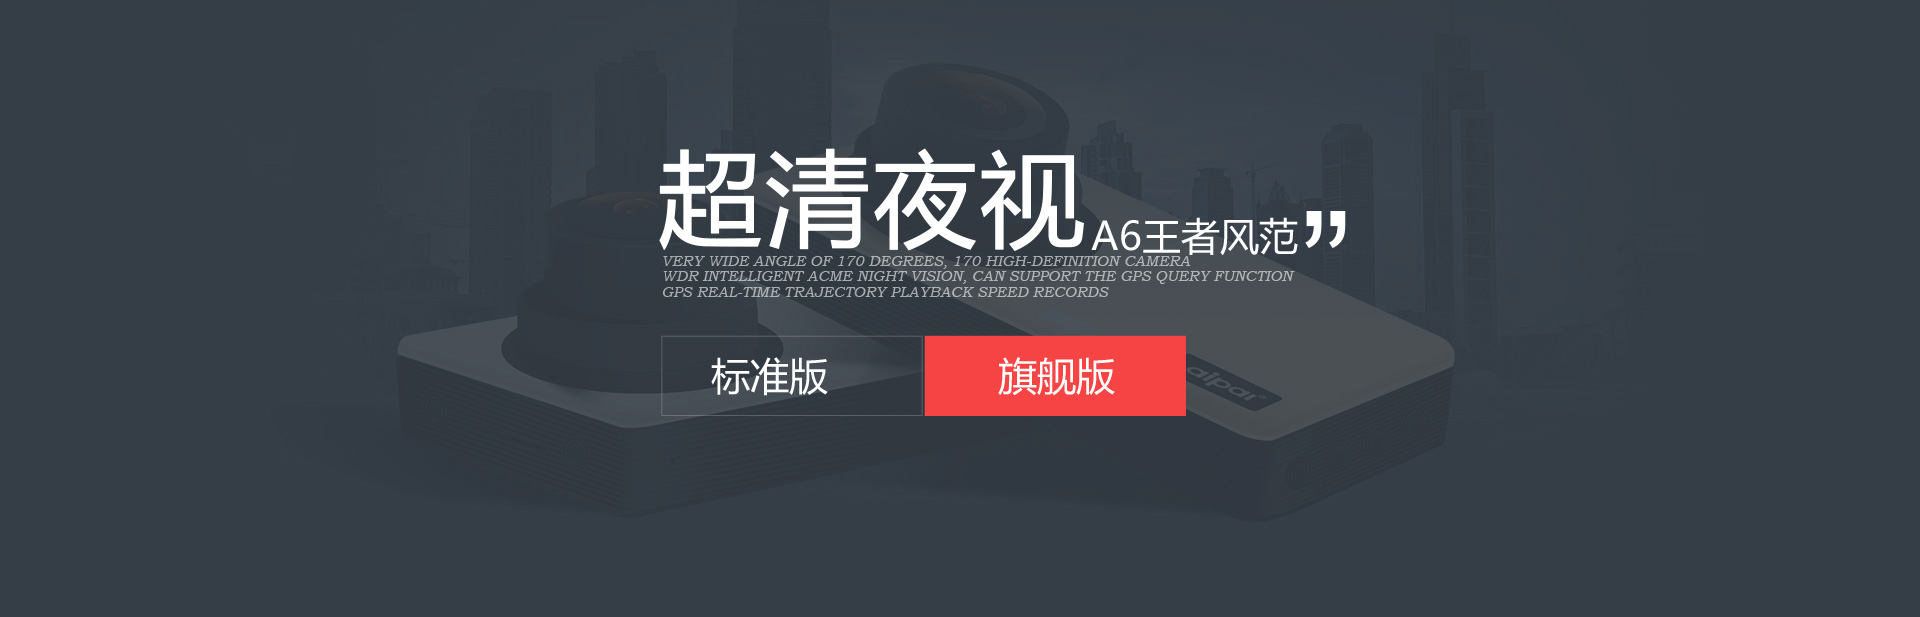 超清夜视 A6王者风范”
VERY WIDE ANGLE OF 170 DEGREES, 170 HIGH-DEFINITION CAMERA
WDR INTELLIGENT ACME NIGHT VISION, CAN SUPPORT THE GPS QUERY FUNCTION
GPS REAL-TIME TRAJECTORY PLAYBACK SPEED RECORDS
标准版 旗舰版
aipar